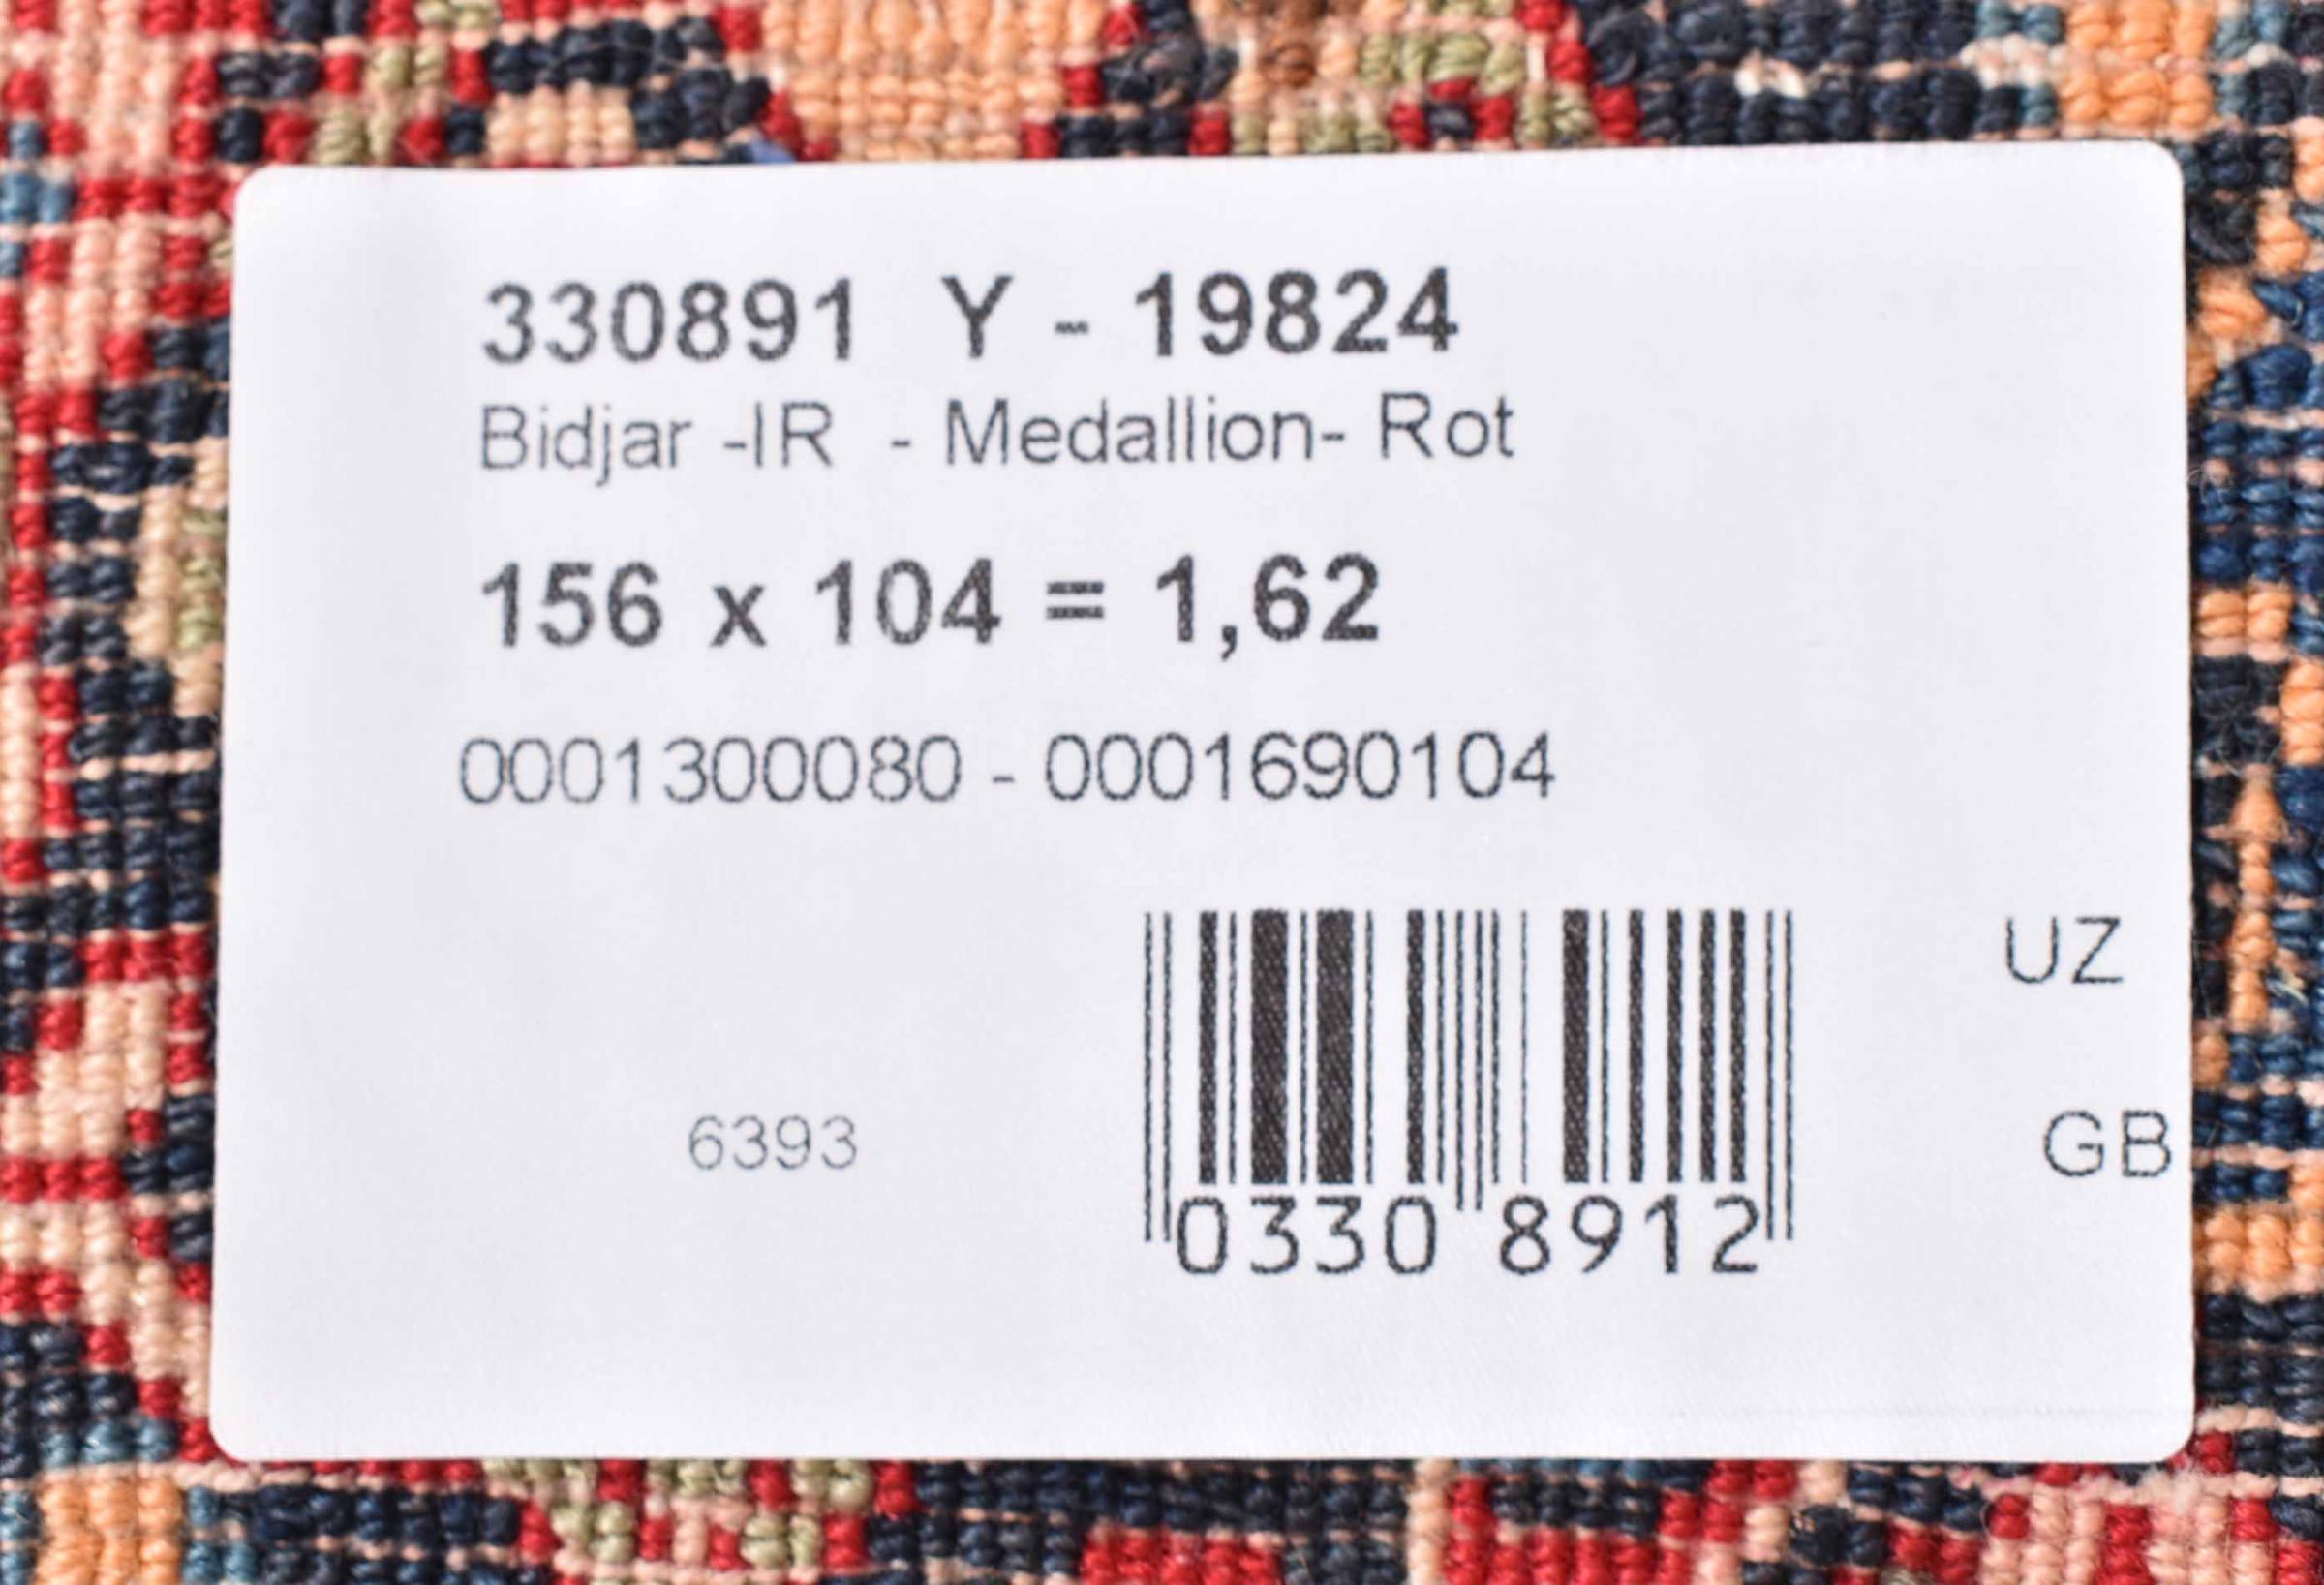 330891 Y - 19824
Bidjar -IR - Medallion- Rot
156 x 104 = 1,62
0001300080 - 0001690104
UZ
GB
6393
0330 8912